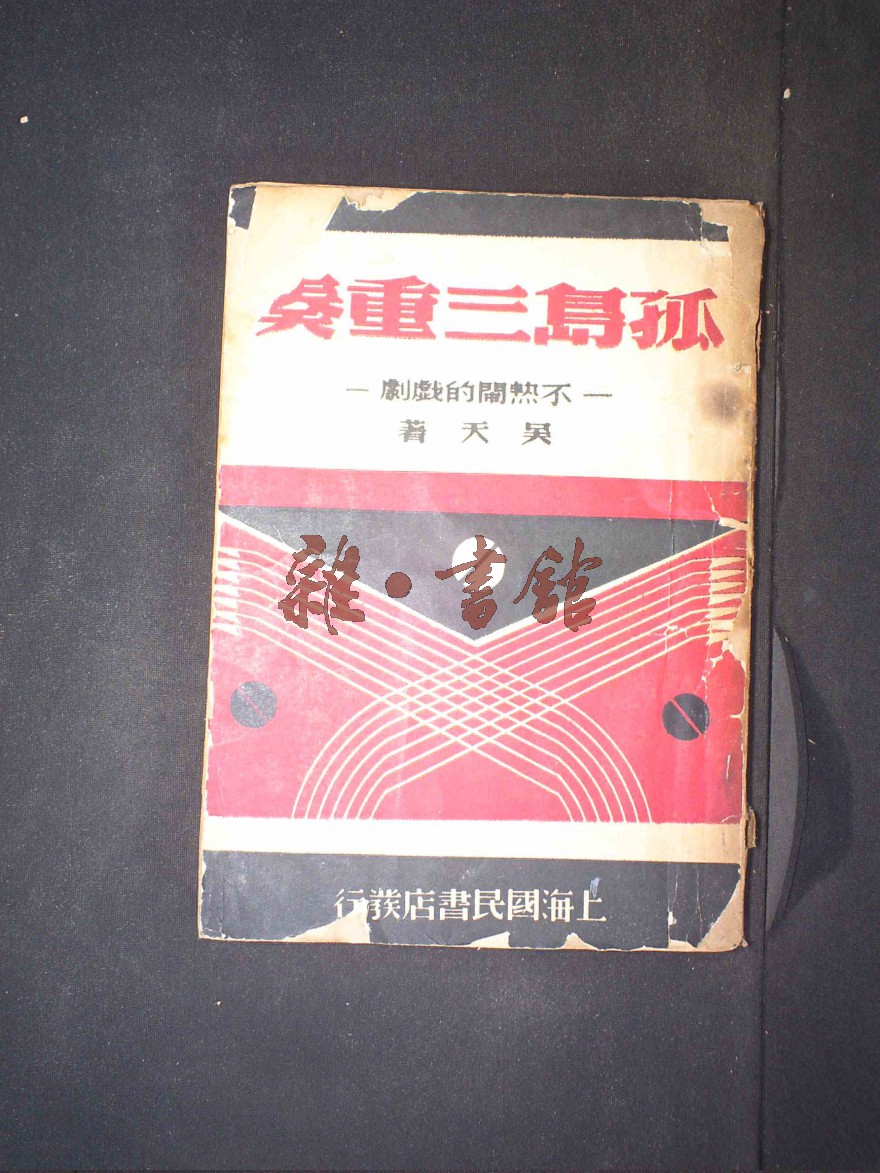 孤島三重奏
—不熱鬧的戲劇—
吳天著
雜·書館
上海國民書店發行